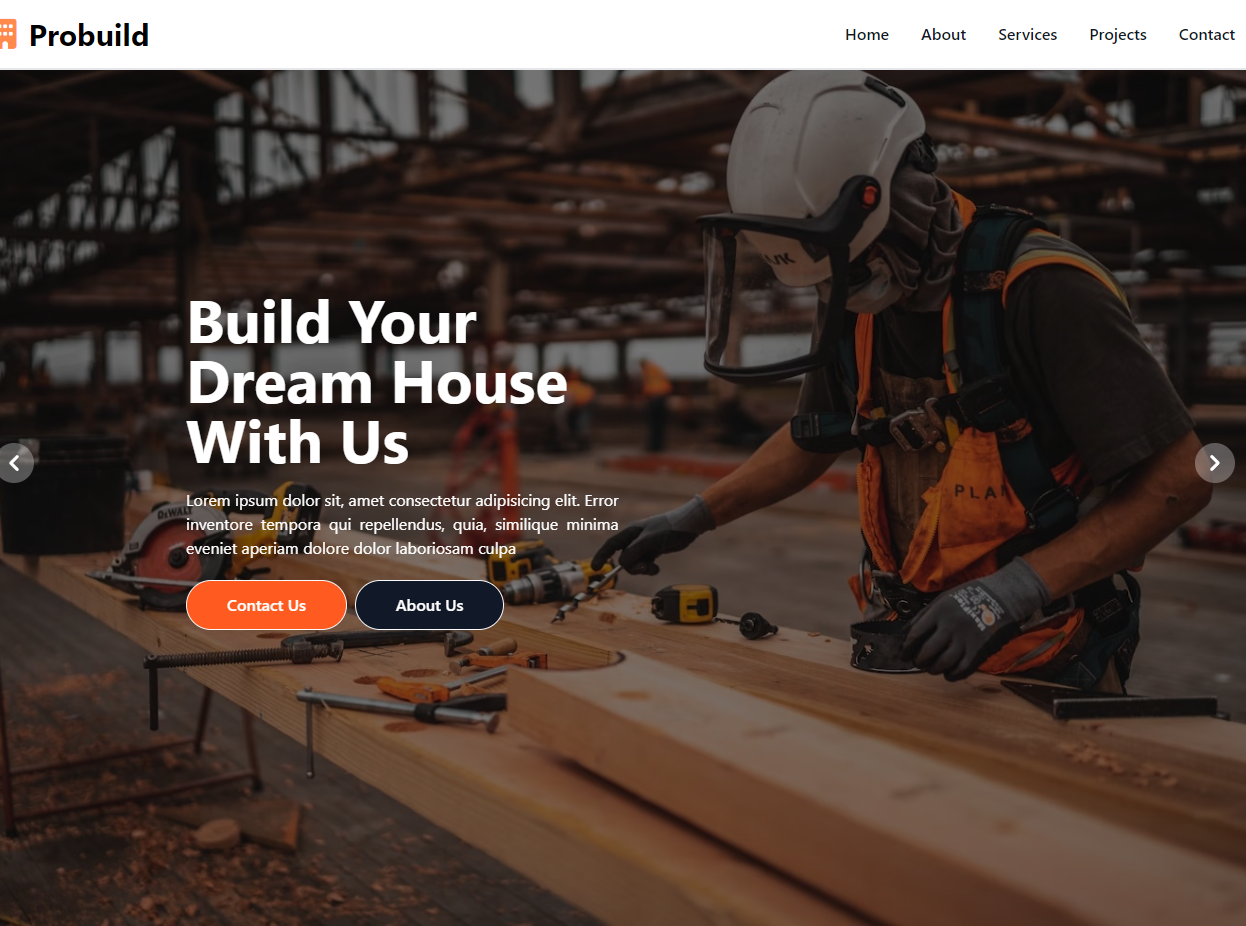 Probuild
Home About Services Projects Contact
Build Your
Dream House
With Us
Lorem ipsum dolor sit, amet consectetur adipisicing elit. Error
inventore tempora qui repellendus, quia, similique minima
eveniet aperiam dolore dolor laboriosam culpa
Contact Us About Us
DEWALT
PLAN